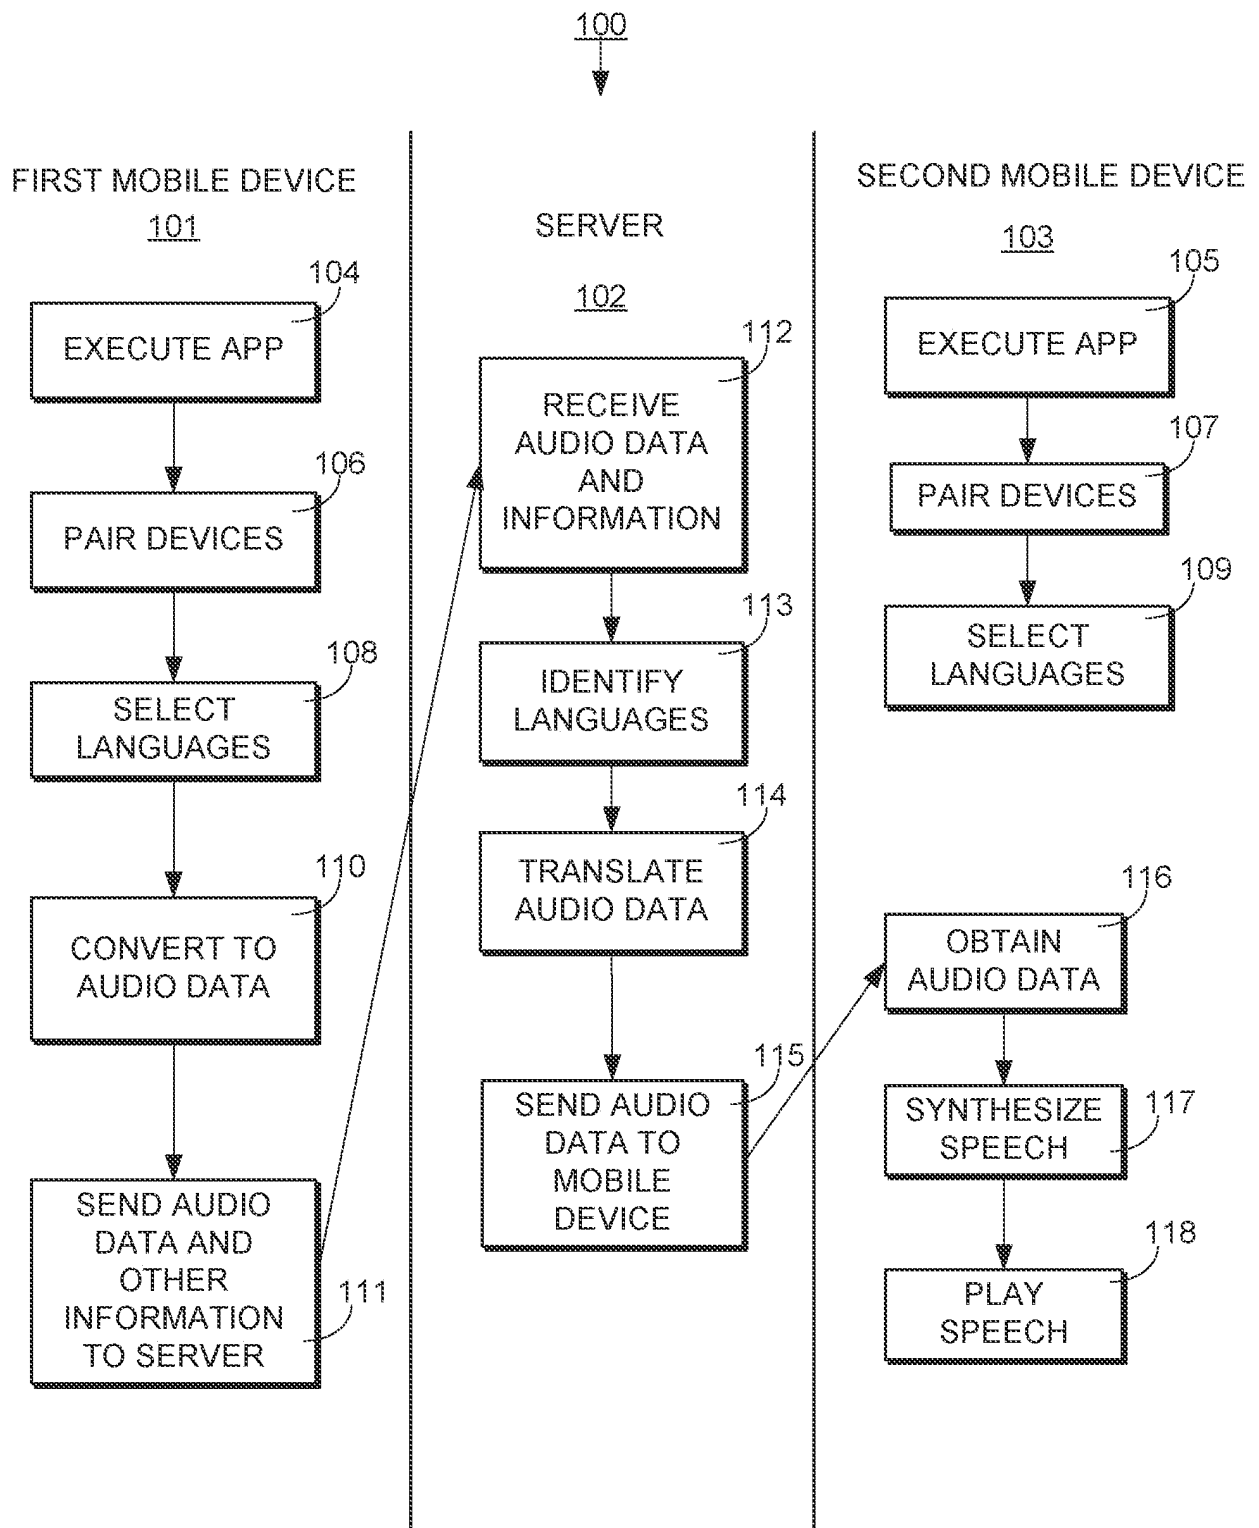 100
FIRST MOBILE DEVICE
101
104
EXECUTE APP
106
PAIR DEVICES
108
SELECT
LANGUAGES
110
CONVERT TO
AUDIO DATA
SEND AUDIO
DATA AND
OTHER
INFORMATION
TO SERVER
111
SERVER
102
112
RECEIVE
AUDIO DATA
AND
INFORMATION
113
IDENTIFY
LANGUAGES
114
TRANSLATE
AUDIO DATA
115
SEND AUDIO
DATA TO
MOBILE
DEVICE
SECOND MOBILE DEVICE
103
105
EXECUTE APP
107
PAIR DEVICES
109
SELECT
LANGUAGES
116
OBTAIN
AUDIO DATA
SYNTHESIZE
SPEECH
117
118
PLAY
SPEECH